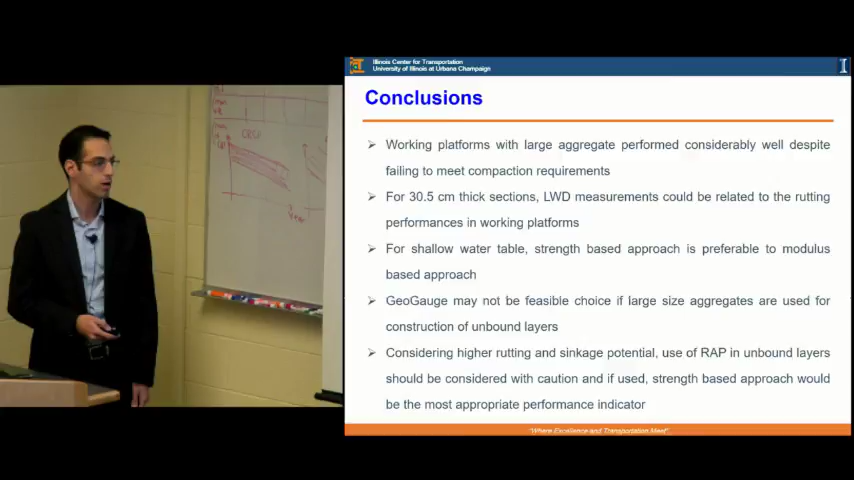 Illinois Center for Transportation
University of Illinois at Urbana Champaign
Conclusions
➤ Working platforms with large aggregate performed considerably well despite
failing to meet compaction requirements
➤ For 30.5 cm thick sections, LWD measurements could be related to the rutting
performances in working platforms
➤ For shallow water table, strength based approach is preferable to modulus
based approach
➤ GeoGauge may not be feasible choice if large size aggregates are used for
construction of unbound layers
➤ Considering higher rutting and sinkage potential, use of RAP in unbound layers
should be considered with caution and if used, strength based approach would
be the most appropriate performance indicator
"Where Excellence and Transportation Meet"